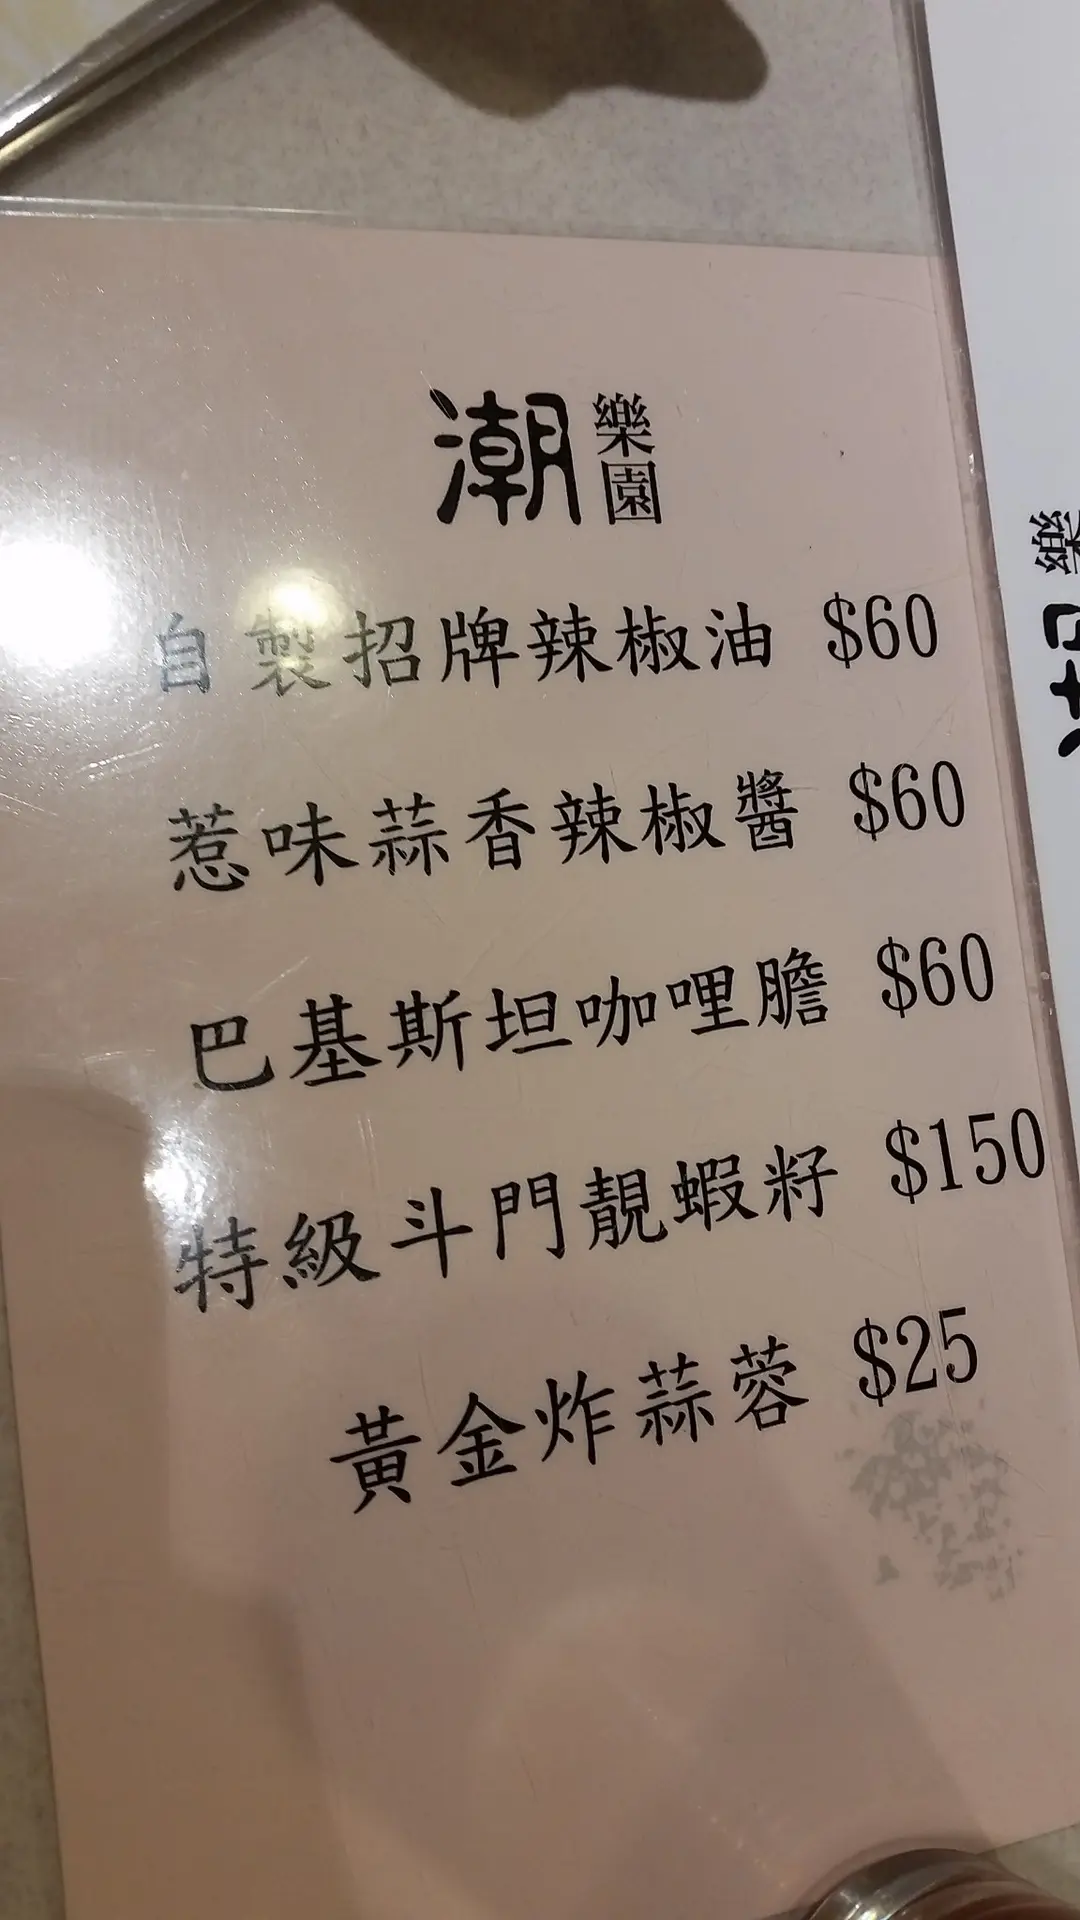 潮樂園
自製招牌辣椒油 $60
惹味蒜香辣椒醬 $60
巴基斯坦咖哩膽 $60
特級斗門靚蝦籽 $150
黃金炸蒜蓉 $25
樂